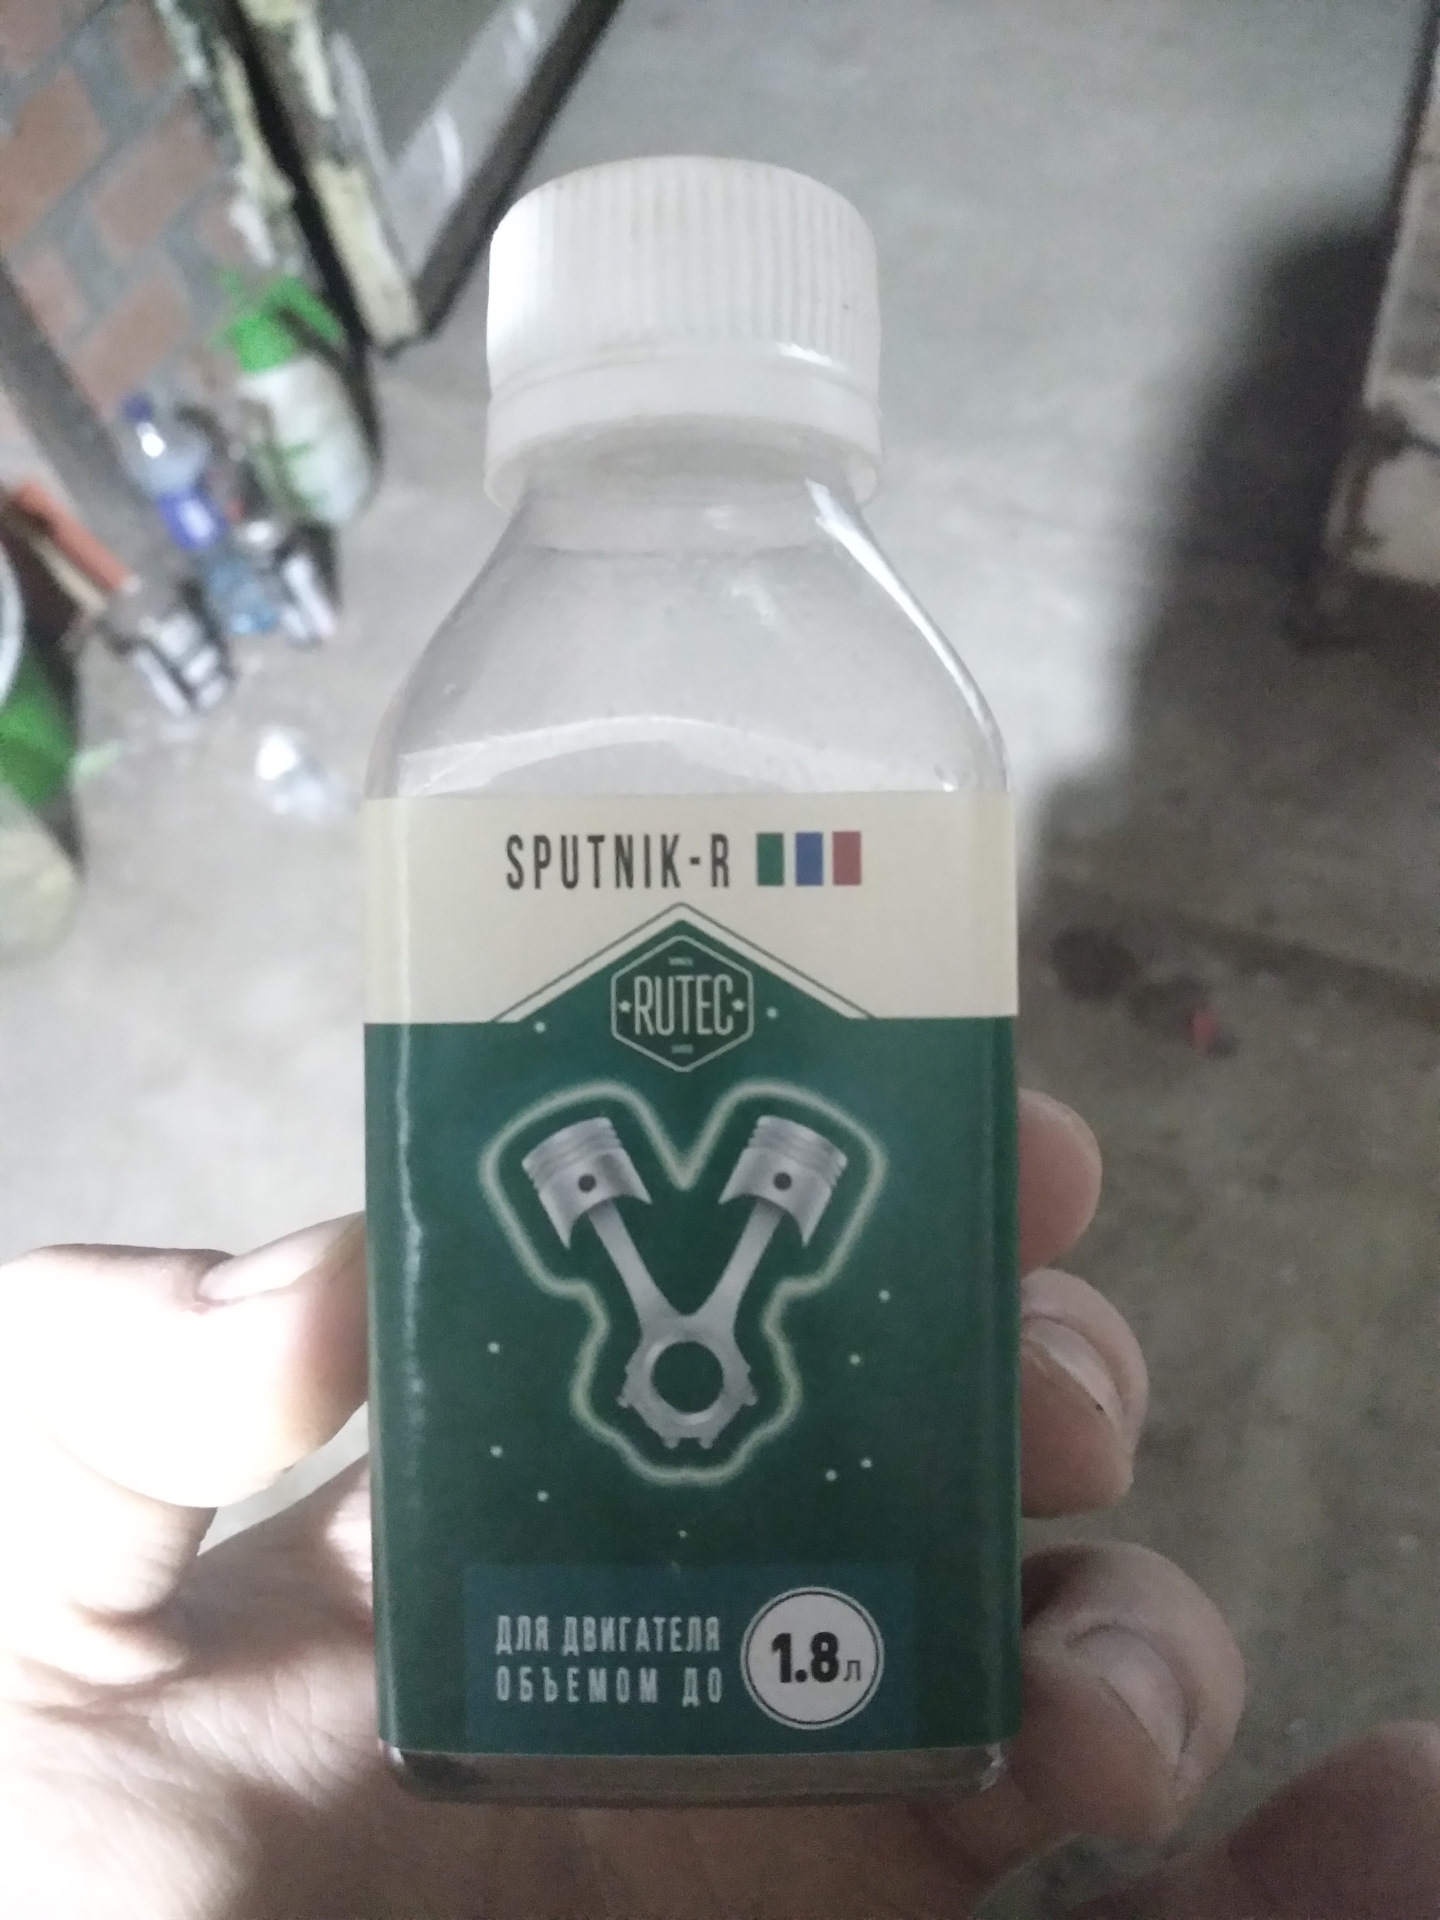 SPUTNIK-R
RUTEC
ДЛЯ ДВИГАТЕЛЯ
ОБЪЕМОМ ДО
1.8л